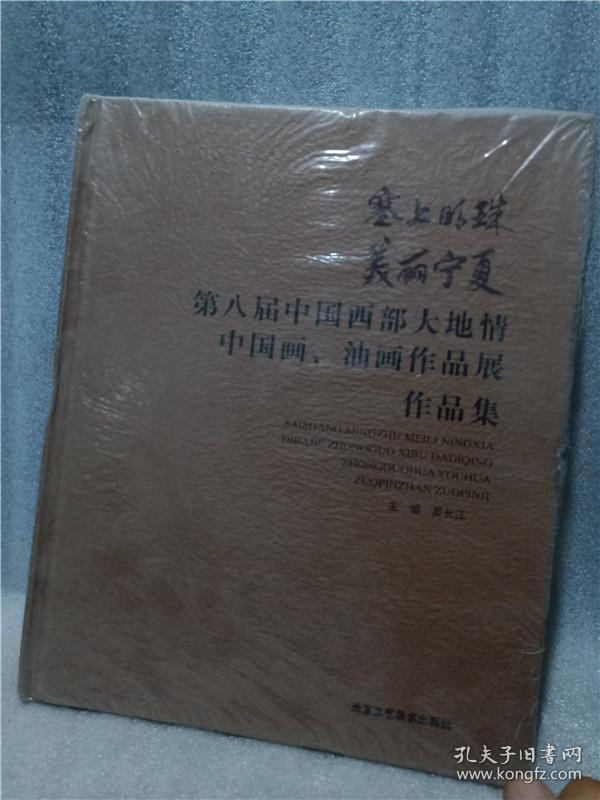 塞上明珠
美丽宁夏
第八届中国西部大地情
中国画、油画作品展
作品集
SAISHANG MINGZHU MEILI NINGXIA
DIBAJIE ZHONGGUO XIBU DADIQING
ZHONGGUOHUA YOUHUA
ZUOPINZHAN ZUOPINJI
主 编 吴长江
北京工艺美术出版社
孔夫子旧书网
www.kongfz.com